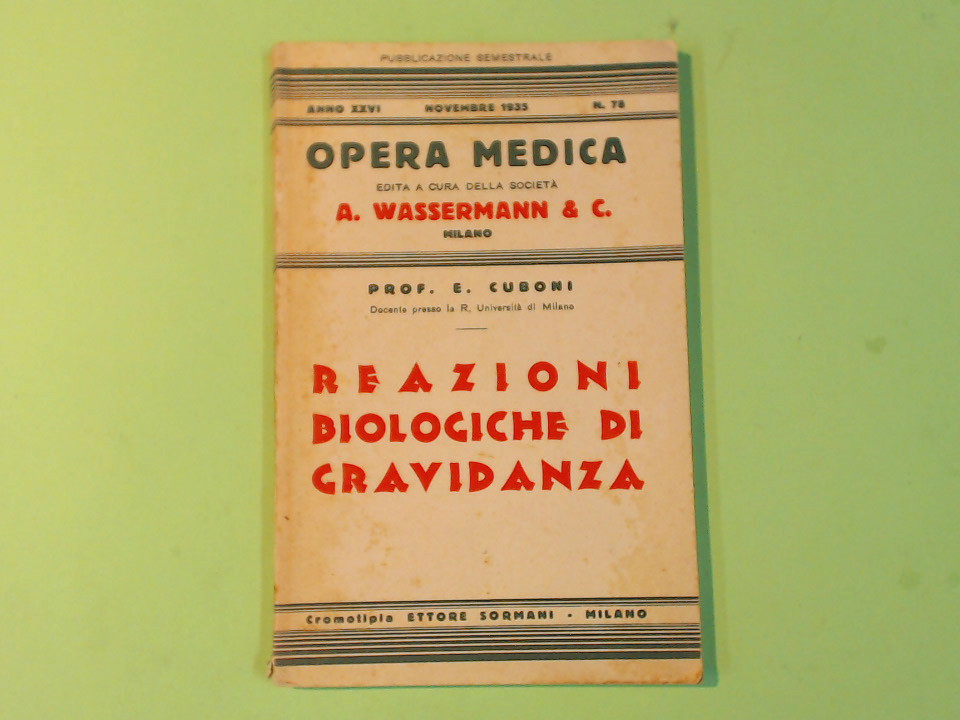 PUBBLICAZIONE SEMESTRALE
ANNO XXVI NOVEMBRE 1935 N. 78
OPERA MEDICA
EDITA A CURA DELLA SOCIETÀ
A. WASSERMANN & C.
MILANO
PROF. E. CUBONI
Docente presso la R. Università di Milano
REAZIONI
BIOLOGICHE DI
GRAVIDANZA
Cromotipia ETTORE SORMANI - MILANO